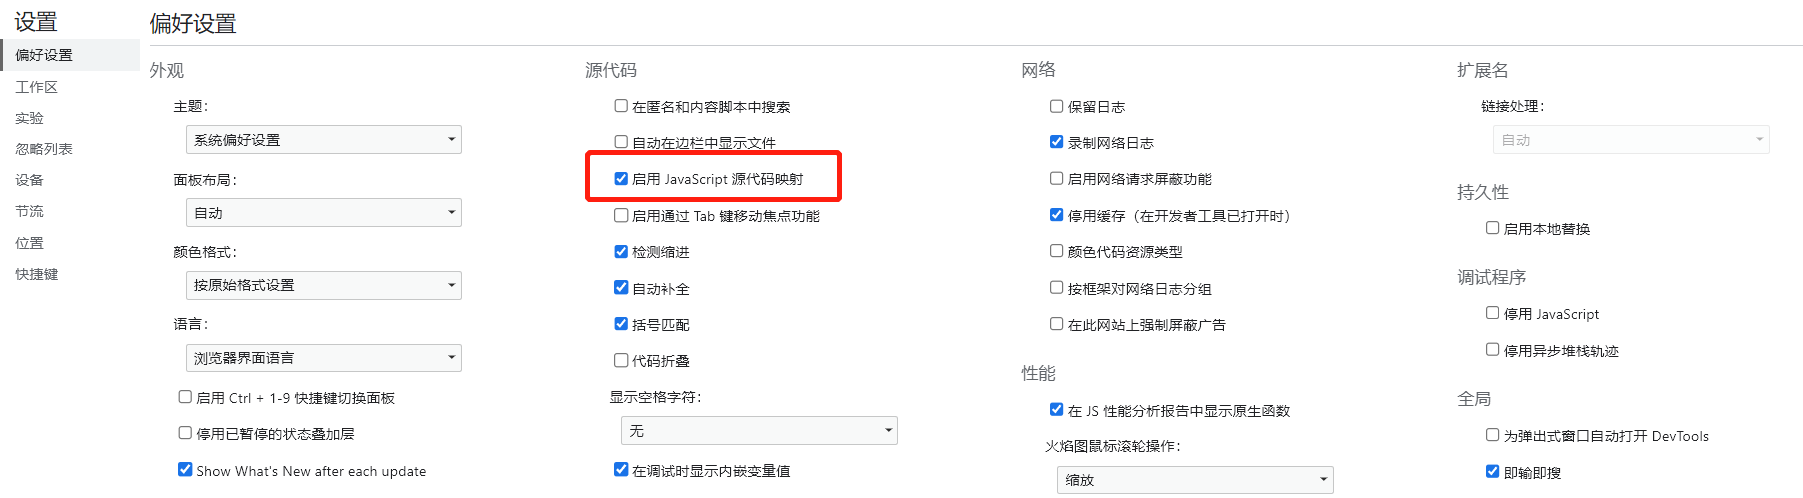 设置
偏好设置
工作区
实验
忽略列表
设备
节流
位置
快捷键
偏好设置
外观
主题：
系统偏好设置
面板布局：
自动
颜色格式：
按原始格式设置
语言：
浏览器界面语言
启用 Ctrl + 1-9 快捷键切换面板
停用已暂停的状态叠加层
Show What's New after each update
源代码
在匿名和内容脚本中搜索
自动在边栏中显示文件
启用 JavaScript 源代码映射
启用通过 Tab 键移动焦点功能
检测缩进
自动补全
括号匹配
代码折叠
显示空格字符：
无
在调试时显示内嵌变量值
网络
保留日志
录制网络日志
启用网络请求屏蔽功能
停用缓存（在开发者工具已打开时）
颜色代码资源类型
按框架对网络日志分组
在此网站上强制屏蔽广告
性能
在 JS 性能分析报告中显示原生函数
火焰图鼠标滚轮操作：
缩放
扩展名
链接处理：
自动
持久性
启用本地替换
调试程序
停用 JavaScript
停用异步堆栈轨迹
全局
为弹出式窗口自动打开 DevTools
即输即搜